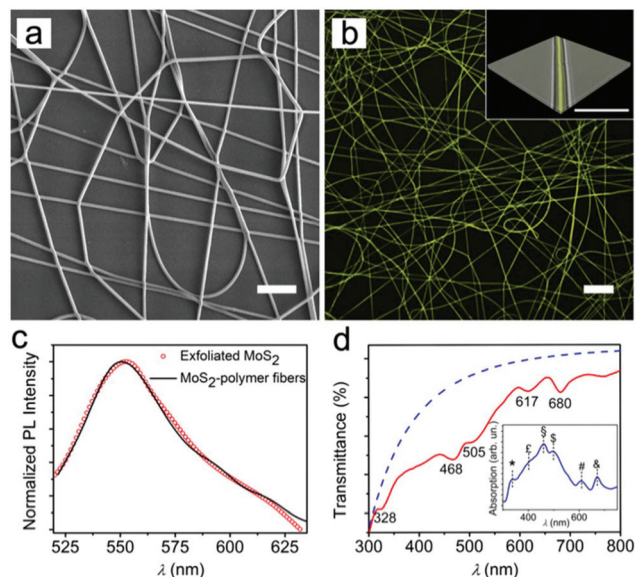 a
b
c
Normalized PL Intensity
Exfoliated MoS2
MoS2-polymer fibers
525 550 575 600 625
λ (nm)
d
Transmittance (%)
328
468
505
617
680
300 400 500 600 700 800
λ (nm)
Absorption (arb. un.)
* £ § $ # &
400 600
λ (nm)